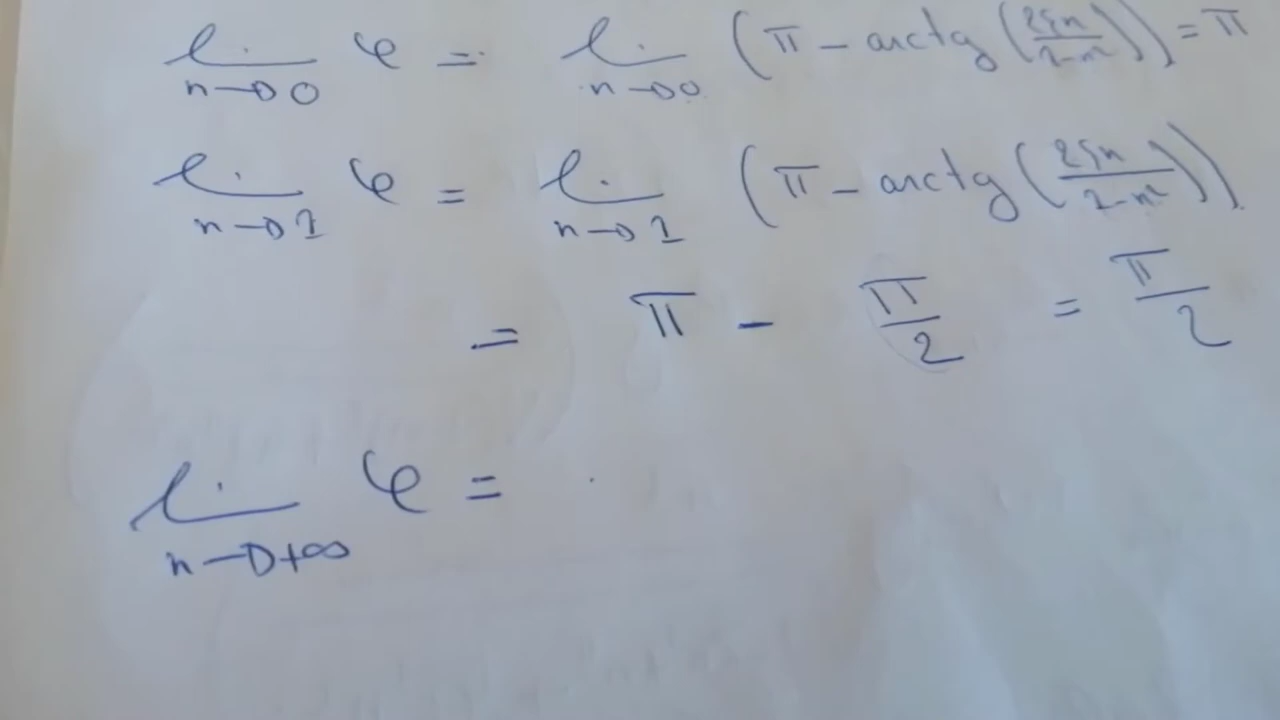 lim φ = lim (π − arctg(2ξn/1−n²)) = π
n→0 n→0
lim φ = lim (π − arctg(2ξn/1−n²))
n→1 n→1
= π − π/2 = π/2
lim φ =
n→+∞